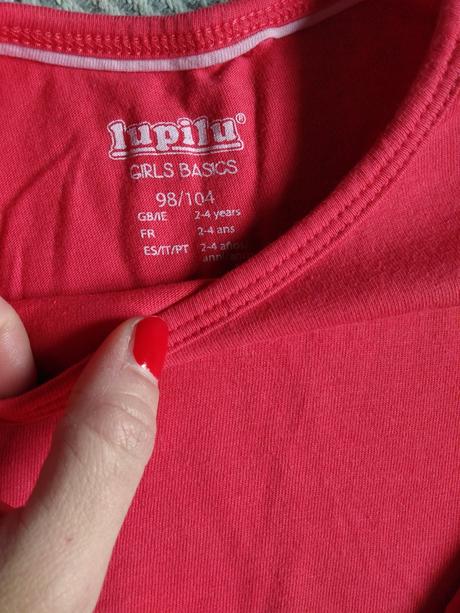 lupilu®
GIRLS BASICS
98/104
GB/IE 2-4 years
FR 2-4 ans
ES/IT/PT 2-4 años/